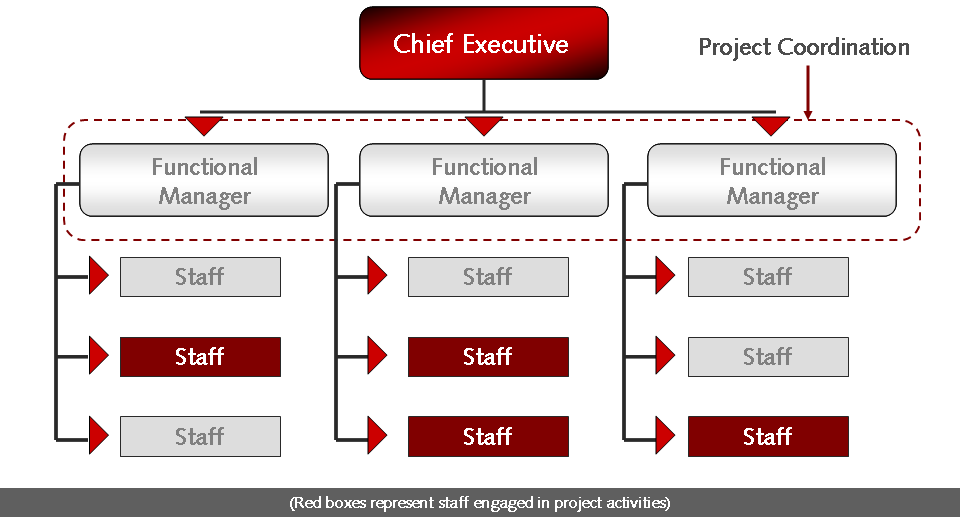 Chief Executive
Project Coordination
Functional
Manager
Functional
Manager
Functional
Manager
Staff
Staff
Staff
Staff
Staff
Staff
Staff
Staff
Staff
(Red boxes represent staff engaged in project activities)